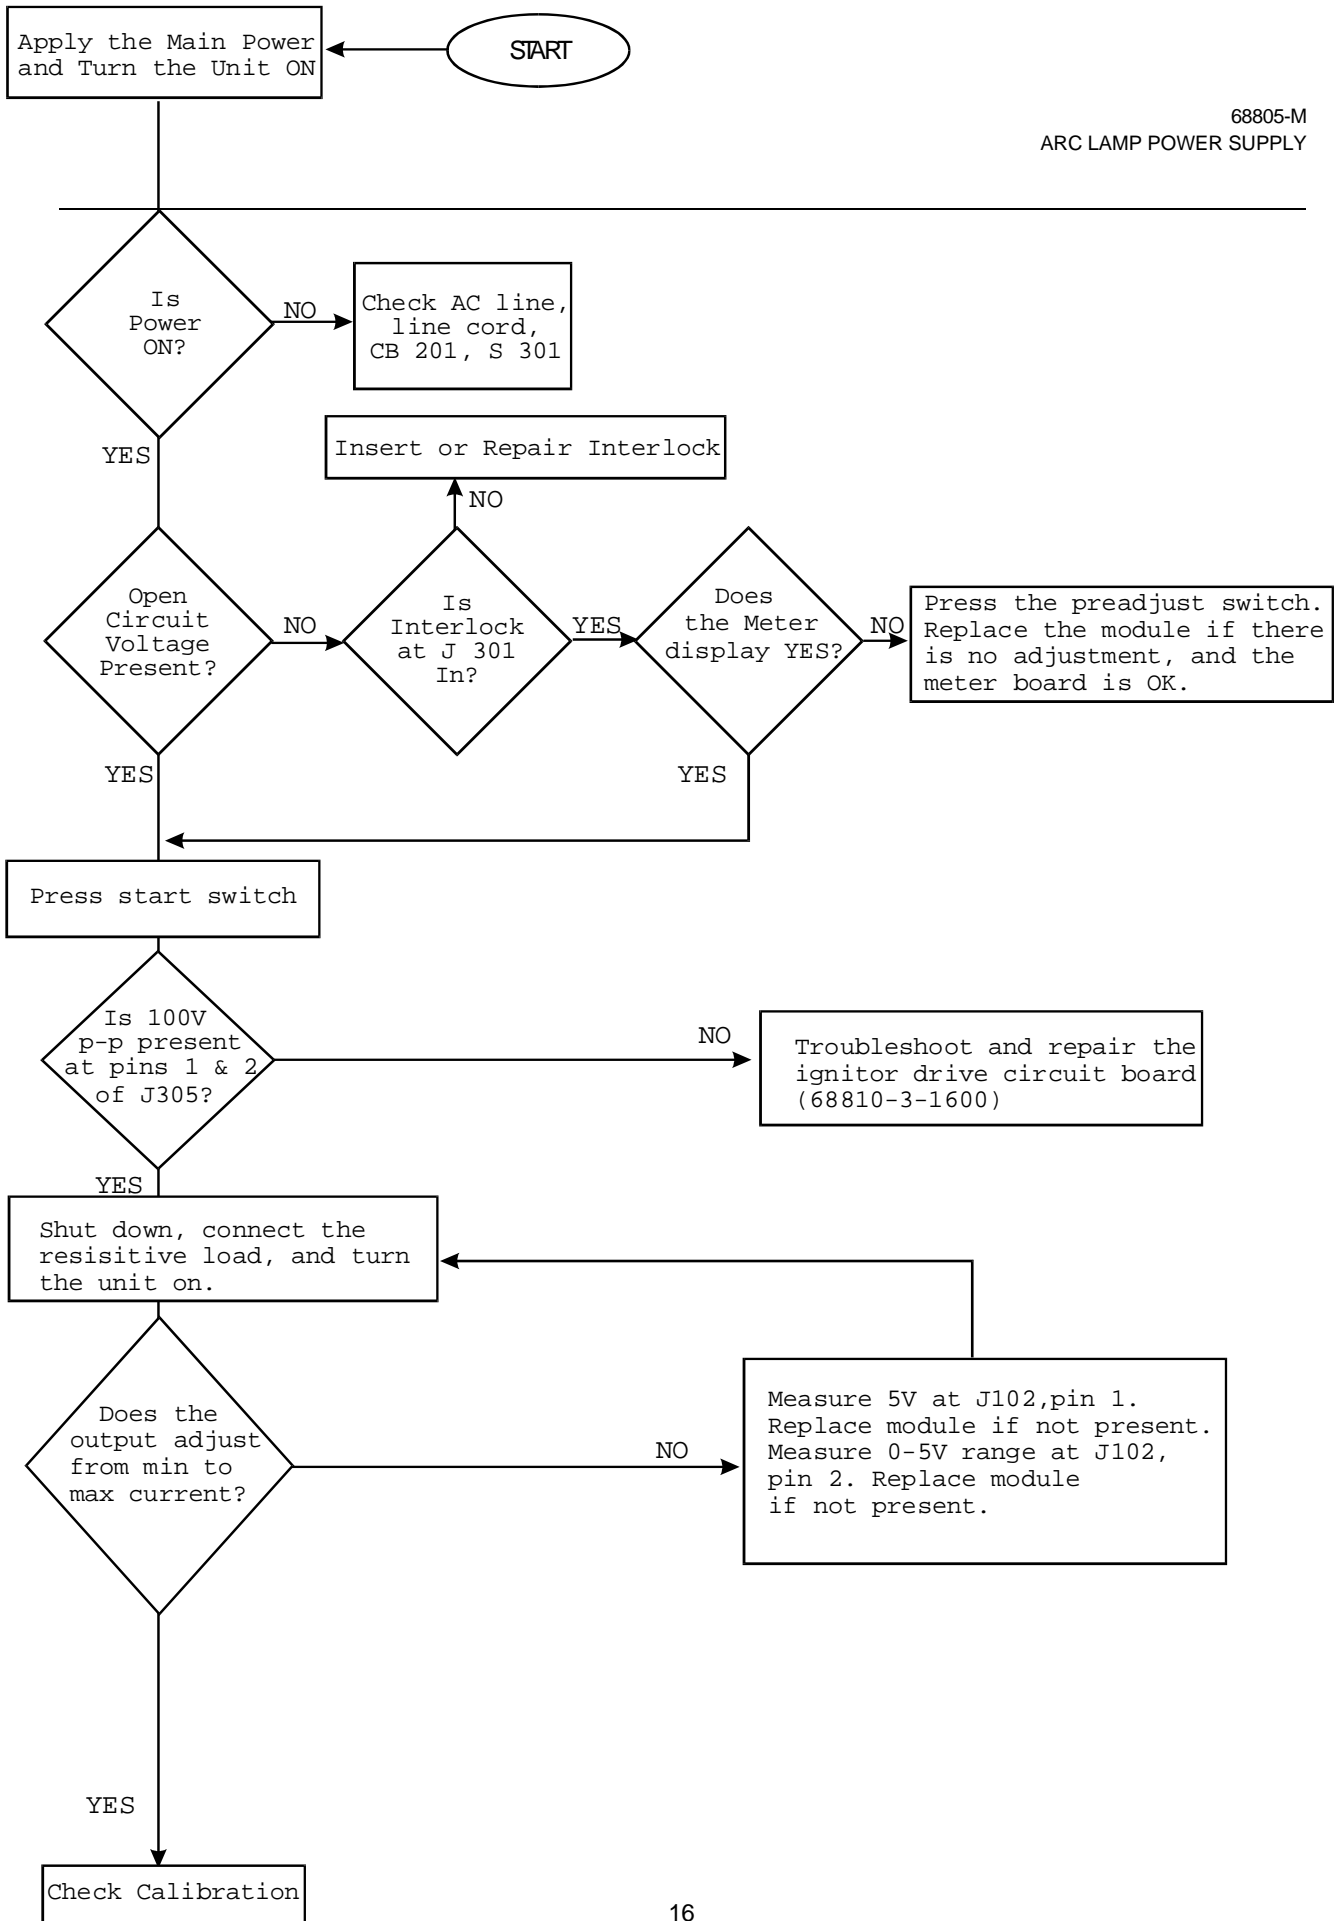 START
Apply the Main Power
and Turn the Unit ON
68805-M
ARC LAMP POWER SUPPLY
Is
Power
ON?
NO
Check AC line,
line cord,
CB 201, S 301
YES
Insert or Repair Interlock
NO
Open
Circuit
Voltage
Present?
NO
Is
Interlock
at J 301
In?
YES
Does
the Meter
display YES?
NO
Press the preadjust switch.
Replace the module if there
is no adjustment, and the
meter board is OK.
YES
YES
Press start switch
Is 100V
p-p present
at pins 1 & 2
of J305?
NO
Troubleshoot and repair the
ignitor drive circuit board
(68810-3-1600)
YES
Shut down, connect the
resisitive load, and turn
the unit on.
Does the
output adjust
from min to
max current?
NO
Measure 5V at J102,pin 1.
Replace module if not present.
Measure 0-5V range at J102,
pin 2. Replace module
if not present.
YES
Check Calibration
16